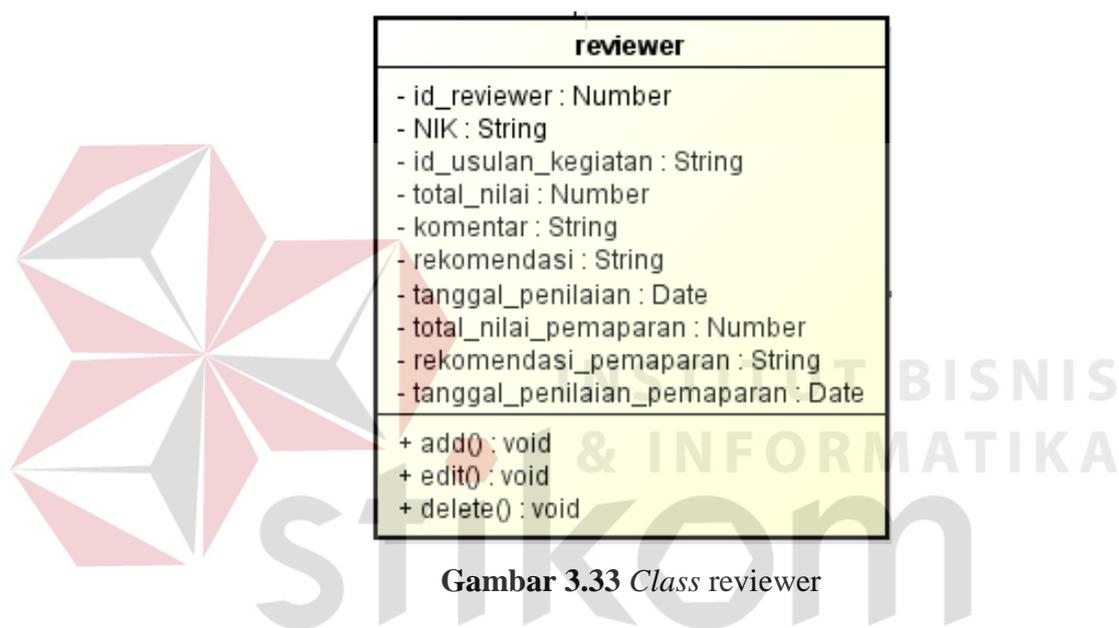 reviewer
- id_reviewer : Number
- NIK : String
- id_usulan_kegiatan : String
- total_nilai : Number
- komentar : String
- rekomendasi : String
- tanggal_penilaian : Date
- total_nilai_pemaparan : Number
- rekomendasi_pemaparan : String
- tanggal_penilaian_pemaparan : Date
+ add() : void
+ edit() : void
+ delete() : void
INSTITUT BISNIS
& INFORMATIKA
stikom
Gambar 3.33 Class reviewer